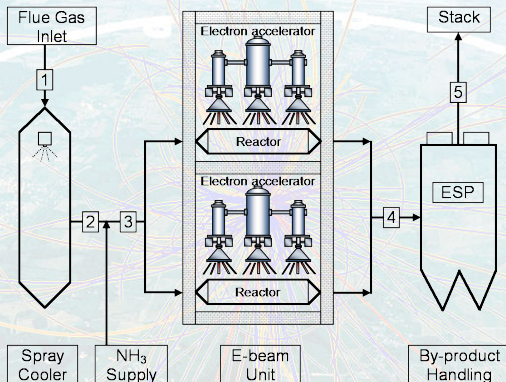 Flue Gas
Inlet
Stack
Electron accelerator
1
5
Reactor
Electron accelerator
ESP
2
3
4
Reactor
Spray
Cooler
NH3
Supply
E-beam
Unit
By-product
Handling